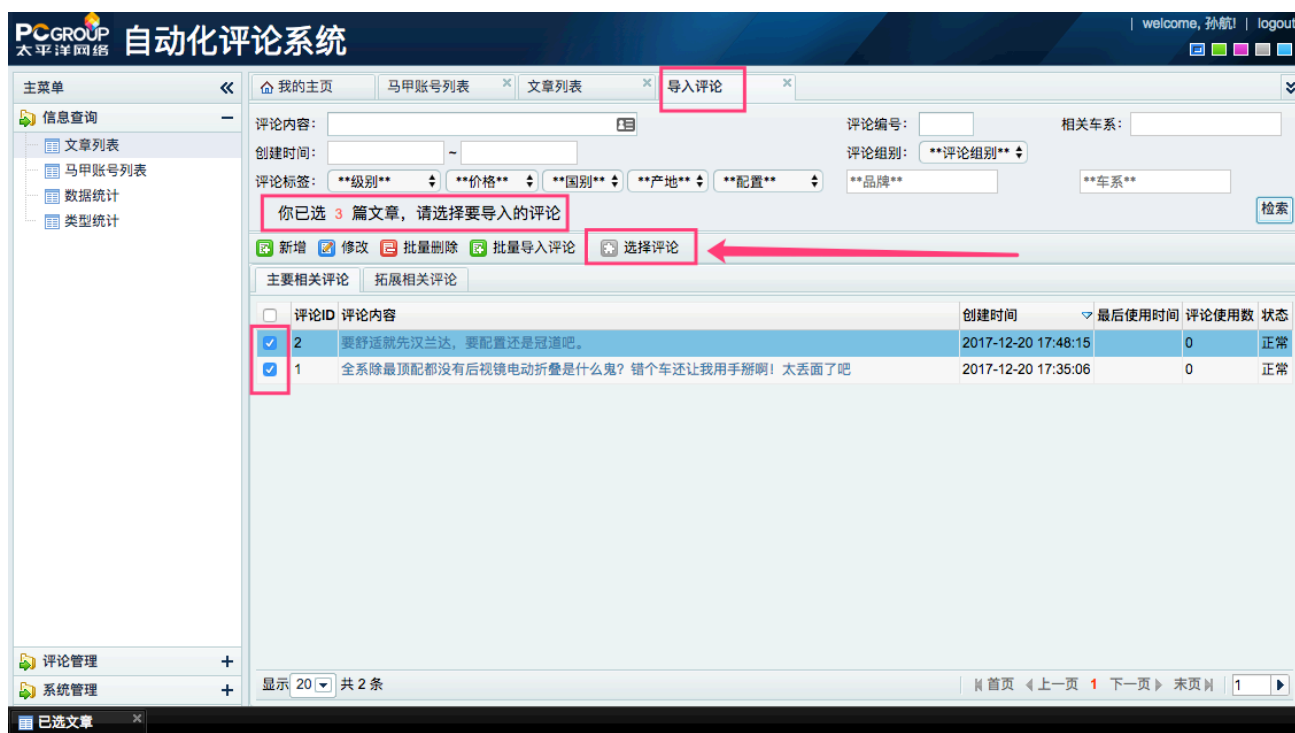 PCGROUP 太平洋网络 自动化评论系统 | welcome, 孙航! | logout
主菜单
信息查询
文章列表
马甲账号列表
数据统计
类型统计
评论管理
系统管理
我的主页 马甲账号列表 文章列表 导入评论
评论内容: 评论编号: 相关车系:
创建时间: ~ 评论组别: **评论组别**
评论标签: **级别** **价格** **国别** **产地** **配置** **品牌** **车系**
你已选 3 篇文章，请选择要导入的评论 检索
新增 修改 批量删除 批量导入评论 选择评论
主要相关评论 拓展相关评论
评论ID 评论内容 创建时间 最后使用时间 评论使用数 状态
2 要舒适就先汉兰达，要配置还是冠道吧。 2017-12-20 17:48:15 0 正常
1 全系除最顶配都没有后视镜电动折叠是什么鬼？错个车还让我用手掰啊！太丢面了吧 2017-12-20 17:35:06 0 正常
显示 20 共 2 条 首页 上一页 1 下一页 末页 1
已选文章